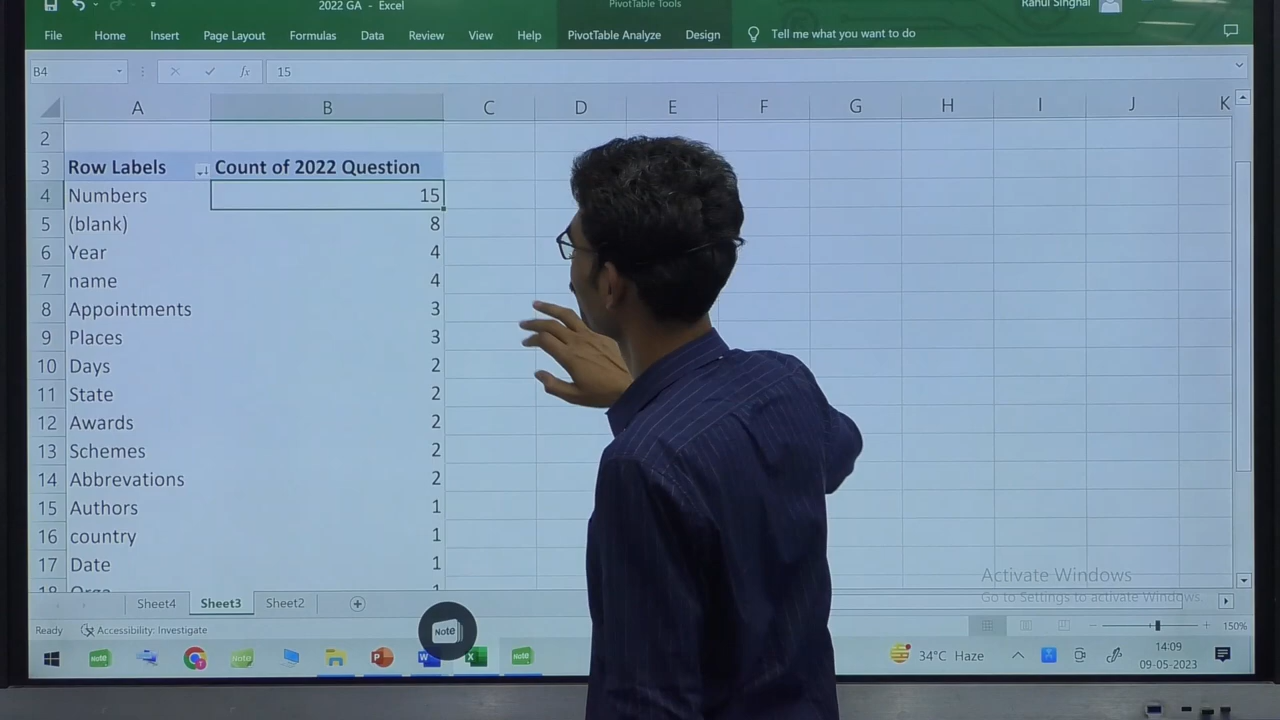 2022 GA - Excel
PivotTable Tools
Rahul Singhal
File Home Insert Page Layout Formulas Data Review View Help PivotTable Analyze Design Tell me what you want to do
B4 fx 15
A B C D E F G H I J K
2
3 Row Labels Count of 2022 Question
4 Numbers 15
5 (blank) 8
6 Year 4
7 name 4
8 Appointments 3
9 Places 3
10 Days 2
11 State 2
12 Awards 2
13 Schemes 2
14 Abbrevations 2
15 Authors 1
16 country 1
17 Date 1
Activate Windows
Go to Settings to activate Windows.
Sheet4 Sheet3 Sheet2
Ready Accessibility: Investigate 150%
Note
Note Note Note
34°C Haze
14:09
09-05-2023